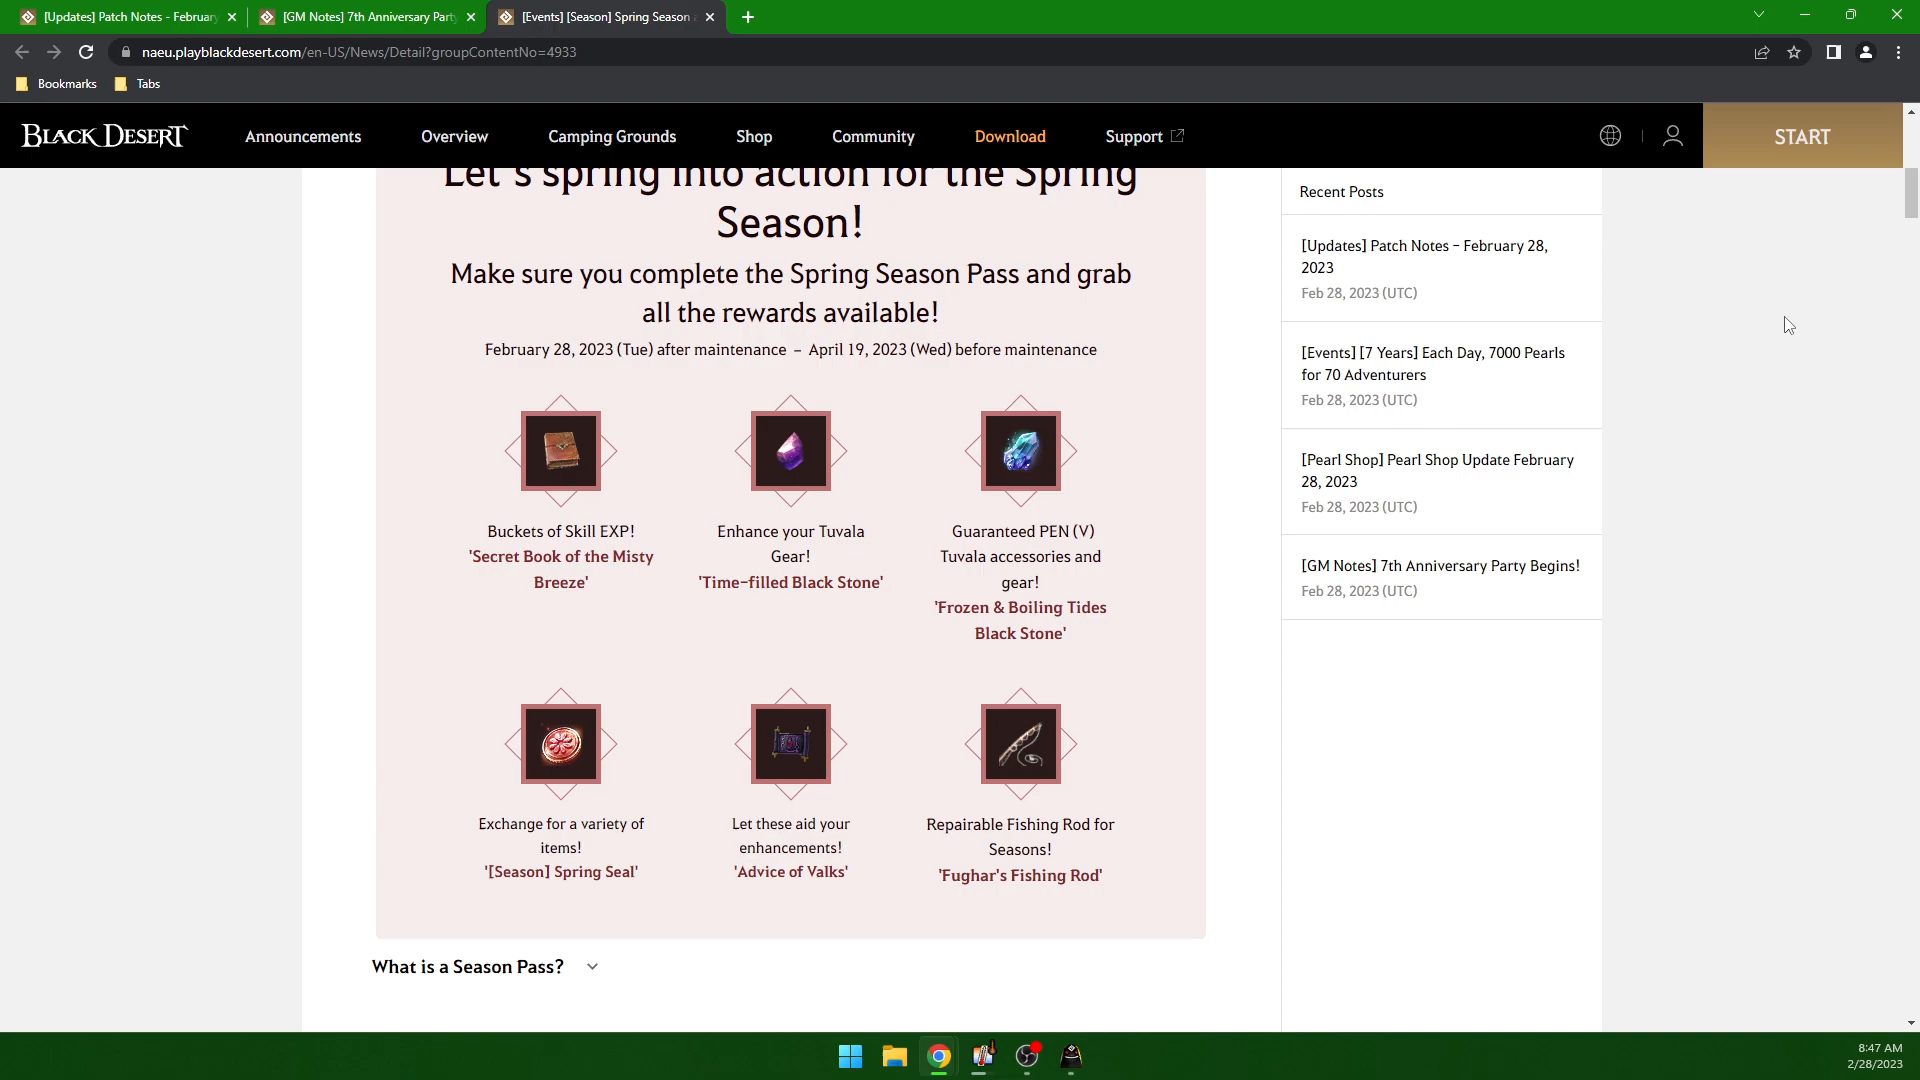 [Updates] Patch Notes - Februar
[GM Notes] 7th Anniversary Party
[Events] [Season] Spring Season
naeu.playblackdesert.com/en-US/News/Detail?groupContentNo=4933
Bookmarks
Tabs
BLACK DESERT
Announcements
Overview
Camping Grounds
Shop
Community
Download
Support
START
Let's spring into action for the Spring
Season!
Make sure you complete the Spring Season Pass and grab
all the rewards available!
February 28, 2023 (Tue) after maintenance – April 19, 2023 (Wed) before maintenance
Buckets of Skill EXP!
'Secret Book of the Misty
Breeze'
Enhance your Tuvala
Gear!
'Time-filled Black Stone'
Guaranteed PEN (V)
Tuvala accessories and
gear!
'Frozen & Boiling Tides
Black Stone'
Exchange for a variety of
items!
'[Season] Spring Seal'
Let these aid your
enhancements!
'Advice of Valks'
Repairable Fishing Rod for
Seasons!
'Fughar's Fishing Rod'
What is a Season Pass?
Recent Posts
[Updates] Patch Notes - February 28,
2023
Feb 28, 2023 (UTC)
[Events] [7 Years] Each Day, 7000 Pearls
for 70 Adventurers
Feb 28, 2023 (UTC)
[Pearl Shop] Pearl Shop Update February
28, 2023
Feb 28, 2023 (UTC)
[GM Notes] 7th Anniversary Party Begins!
Feb 28, 2023 (UTC)
8:47 AM
2/28/2023